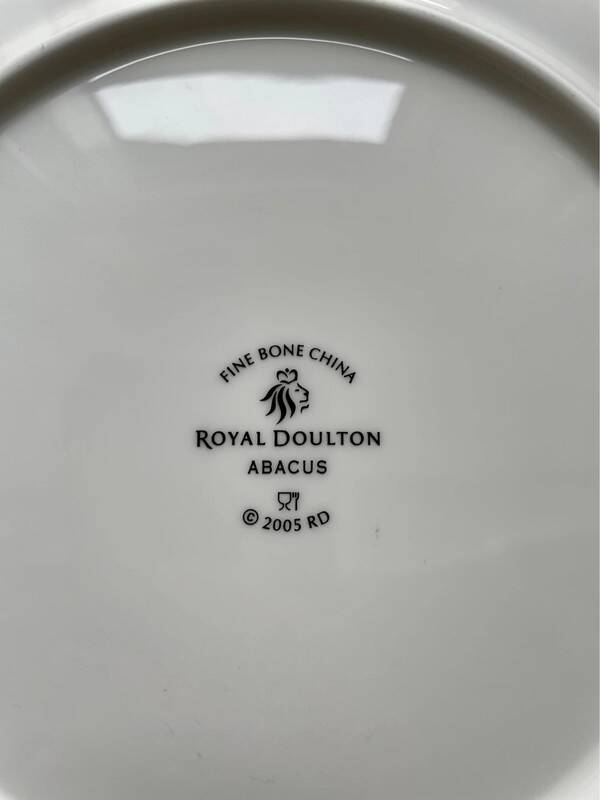 FINE BONE CHINA
ROYAL DOULTON
ABACUS
© 2005 RD